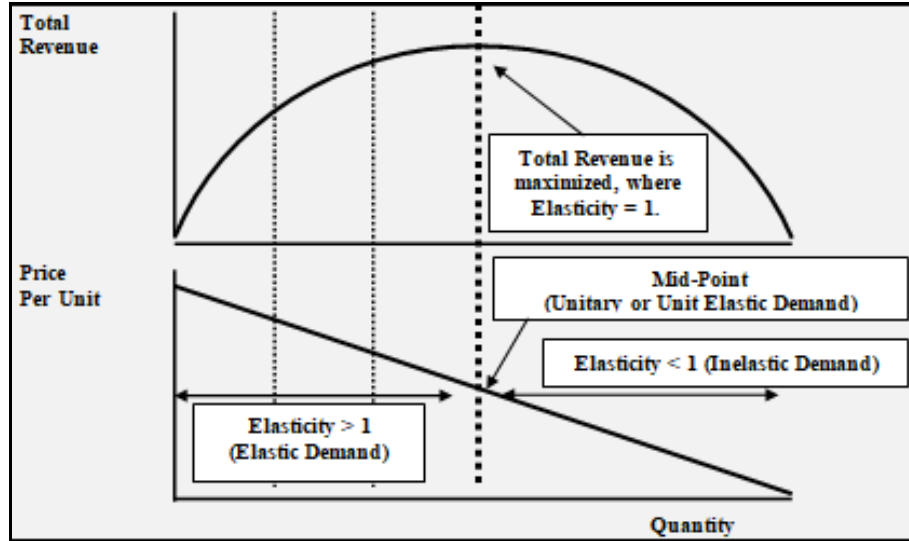 Total
Revenue
Total Revenue is
maximized, where
Elasticity = 1.
Price
Per Unit
Mid-Point
(Unitary or Unit Elastic Demand)
Elasticity < 1 (Inelastic Demand)
Elasticity > 1
(Elastic Demand)
Quantity